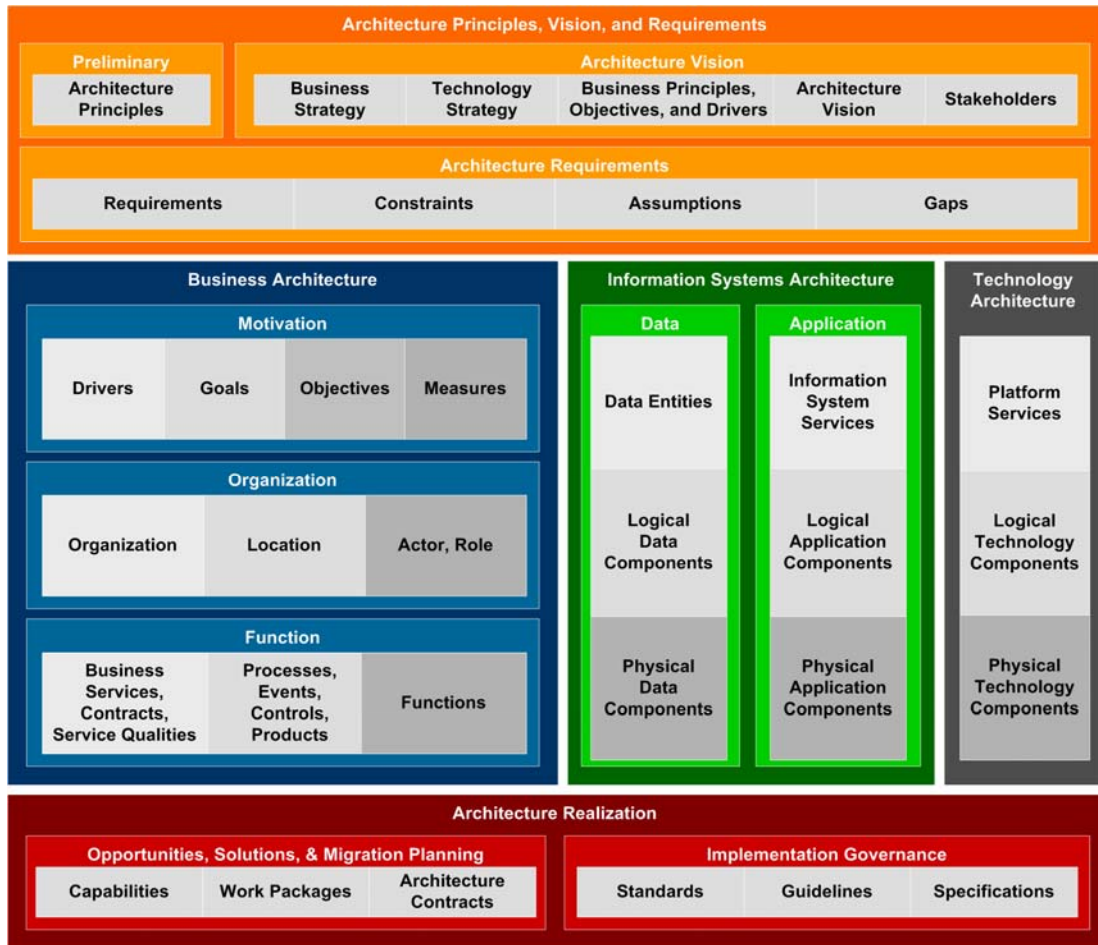 Architecture Principles, Vision, and Requirements
Preliminary
Architecture
Principles
Architecture Vision
Business
Strategy
Technology
Strategy
Business Principles,
Objectives, and Drivers
Architecture
Vision
Stakeholders
Architecture Requirements
Requirements
Constraints
Assumptions
Gaps
Business Architecture
Motivation
Drivers
Goals
Objectives
Measures
Organization
Organization
Location
Actor, Role
Function
Business
Services,
Contracts,
Service Qualities
Processes,
Events,
Controls,
Products
Functions
Information Systems Architecture
Data
Data Entities
Logical
Data
Components
Physical
Data
Components
Application
Information
System
Services
Logical
Application
Components
Physical
Application
Components
Technology
Architecture
Platform
Services
Logical
Technology
Components
Physical
Technology
Components
Architecture Realization
Opportunities, Solutions, & Migration Planning
Capabilities
Work Packages
Architecture
Contracts
Implementation Governance
Standards
Guidelines
Specifications